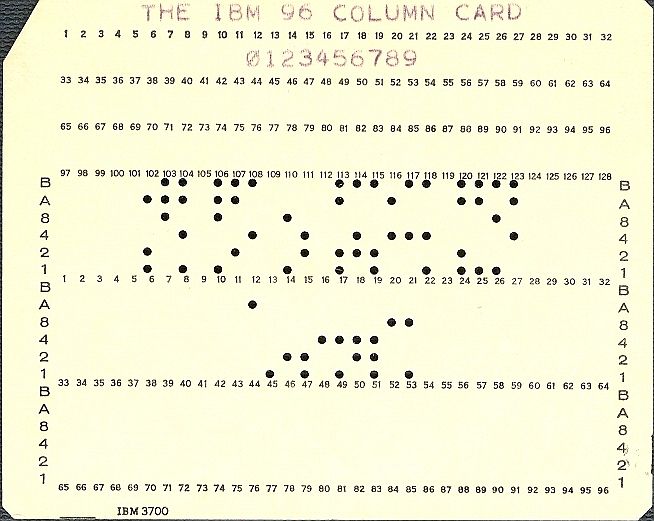 THE IBM 96 COLUMN CARD
1 2 3 4 5 6 7 8 9 10 11 12 13 14 15 16 17 18 19 20 21 22 23 24 25 26 27 28 29 30 31 32
0123456789
33 34 35 36 37 38 39 40 41 42 43 44 45 46 47 48 49 50 51 52 53 54 55 56 57 58 59 60 61 62 63 64
65 66 67 68 69 70 71 72 73 74 75 76 77 78 79 80 81 82 83 84 85 86 87 88 89 90 91 92 93 94 95 96
97 98 99 100 101 102 103 104 105 106 107 108 109 110 111 112 113 114 115 116 117 118 119 120 121 122 123 124 125 126 127 128
B B
A A
8 8
4 4
2 2
1 1
1 2 3 4 5 6 7 8 9 10 11 12 13 14 15 16 17 18 19 20 21 22 23 24 25 26 27 28 29 30 31 32
B B
A A
8 8
4 4
2 2
1 1
33 34 35 36 37 38 39 40 41 42 43 44 45 46 47 48 49 50 51 52 53 54 55 56 57 58 59 60 61 62 63 64
B B
A A
8 8
4 4
2 2
1 1
65 66 67 68 69 70 71 72 73 74 75 76 77 78 79 80 81 82 83 84 85 86 87 88 89 90 91 92 93 94 95 96
IBM 3700